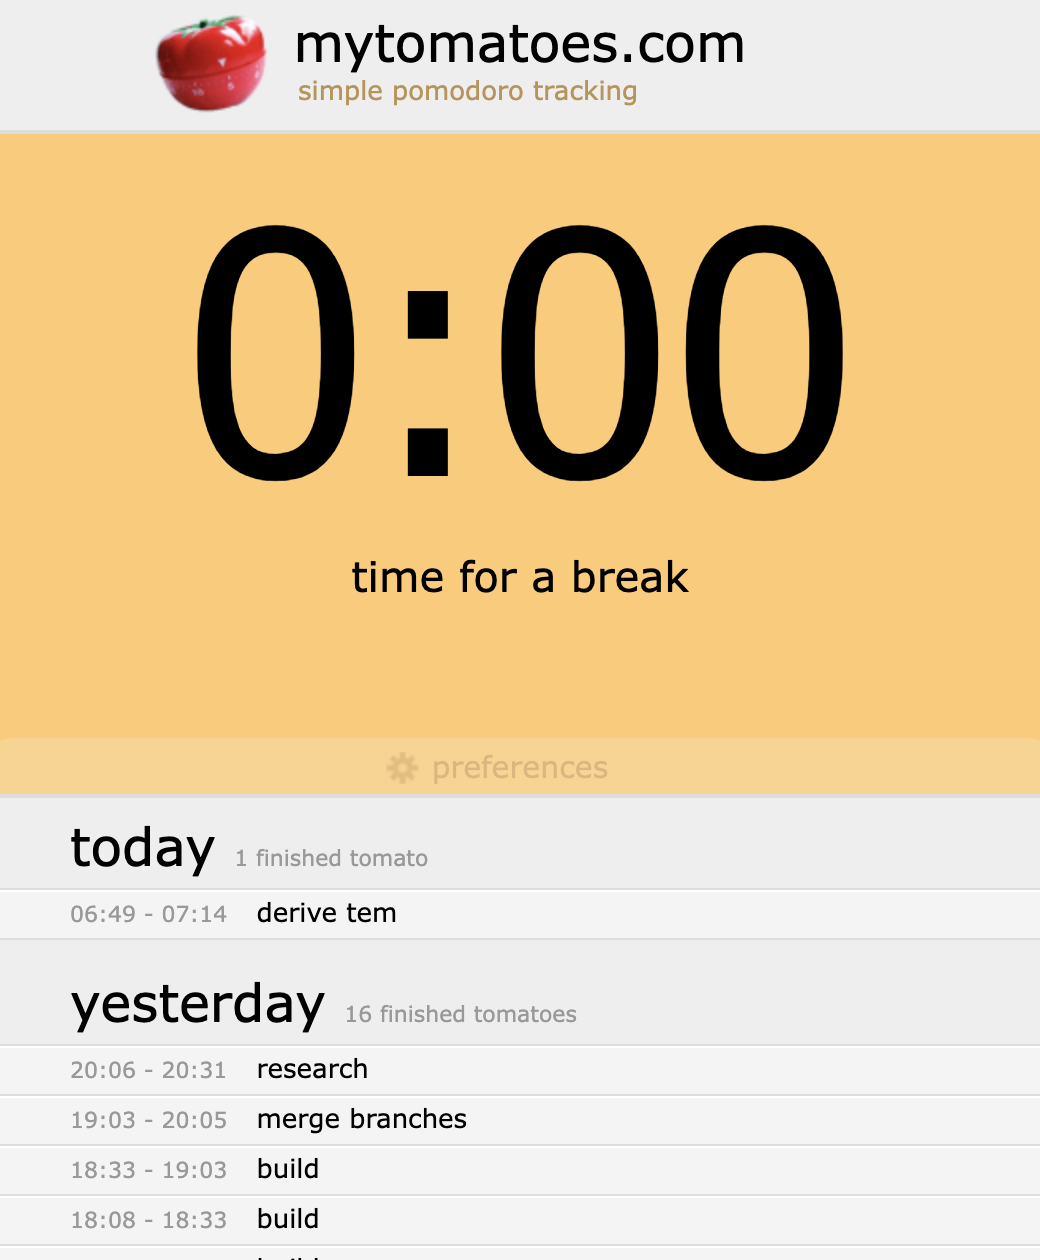 mytomatoes.com
simple pomodoro tracking
10 5
0:00
time for a break
preferences
today 1 finished tomato
06:49 - 07:14 derive tem
yesterday 16 finished tomatoes
20:06 - 20:31 research
19:03 - 20:05 merge branches
18:33 - 19:03 build
18:08 - 18:33 build